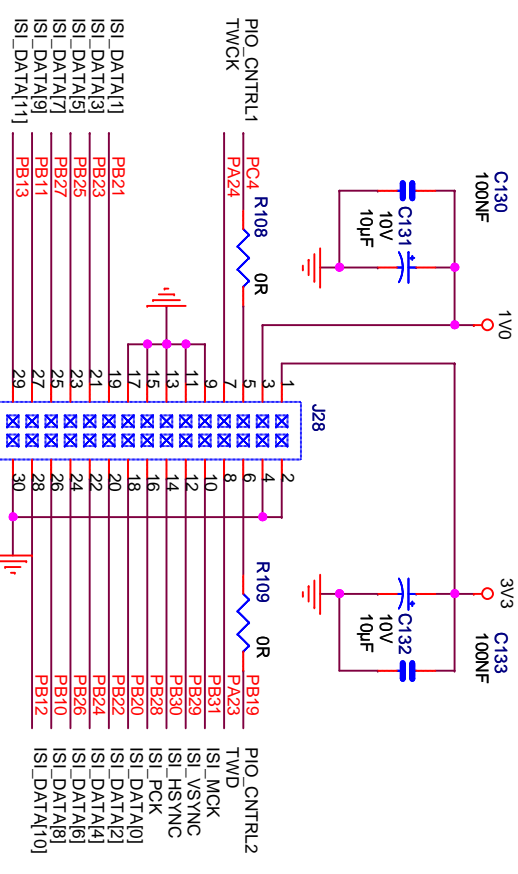 1V0
3V3
C130
100NF
C131
10V
10µF
C132
10V
10µF
C133
100NF
J28
R108
0R
R109
0R
PIO_CNTRL1 PC4
TWCK PA24
ISI_DATA[1] PB21
ISI_DATA[3] PB23
ISI_DATA[5] PB25
ISI_DATA[7] PB27
ISI_DATA[9] PB11
ISI_DATA[11] PB13
1 2
3 4
5 6
7 8
9 10
11 12
13 14
15 16
17 18
19 20
21 22
23 24
25 26
27 28
29 30
PB19 PIO_CNTRL2
PA23 TWD
PB31 ISI_MCK
PB29 ISI_VSYNC
PB30 ISI_HSYNC
PB28 ISI_PCK
PB20 ISI_DATA[0]
PB22 ISI_DATA[2]
PB24 ISI_DATA[4]
PB26 ISI_DATA[6]
PB10 ISI_DATA[8]
PB12 ISI_DATA[10]